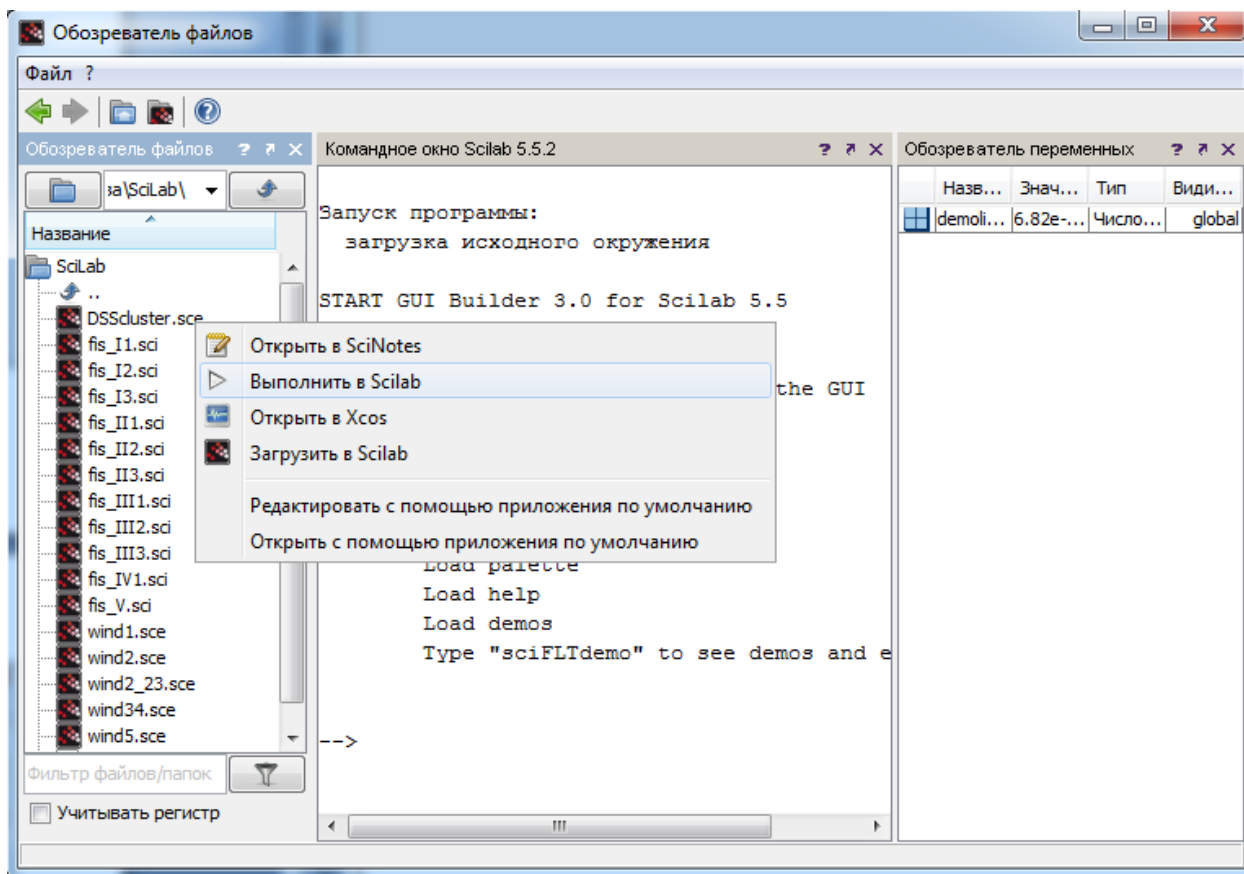 Обозреватель файлов
Файл ?
Обозреватель файлов ?
за\SciLab\
Название
SciLab
..
DSScluster.sce
fis_I1.sci
fis_I2.sci
fis_I3.sci
fis_II1.sci
fis_II2.sci
fis_II3.sci
fis_III1.sci
fis_III2.sci
fis_III3.sci
fis_IV1.sci
fis_V.sci
wind1.sce
wind2.sce
wind2_23.sce
wind34.sce
wind5.sce
Фильтр файлов/папок
Учитывать регистр
Открыть в SciNotes
Выполнить в Scilab
Открыть в Xcos
Загрузить в Scilab
Редактировать с помощью приложения по умолчанию
Открыть с помощью приложения по умолчанию
Командное окно Scilab 5.5.2 ?
Запуск программы:
загрузка исходного окружения
START GUI Builder 3.0 for Scilab 5.5
the GUI
Load palette
Load help
Load demos
Type "sciFLTdemo" to see demos and e
-->
Обозреватель переменных ?
Назв... Знач... Тип Види...
demoli... 6.82e-... Число... global